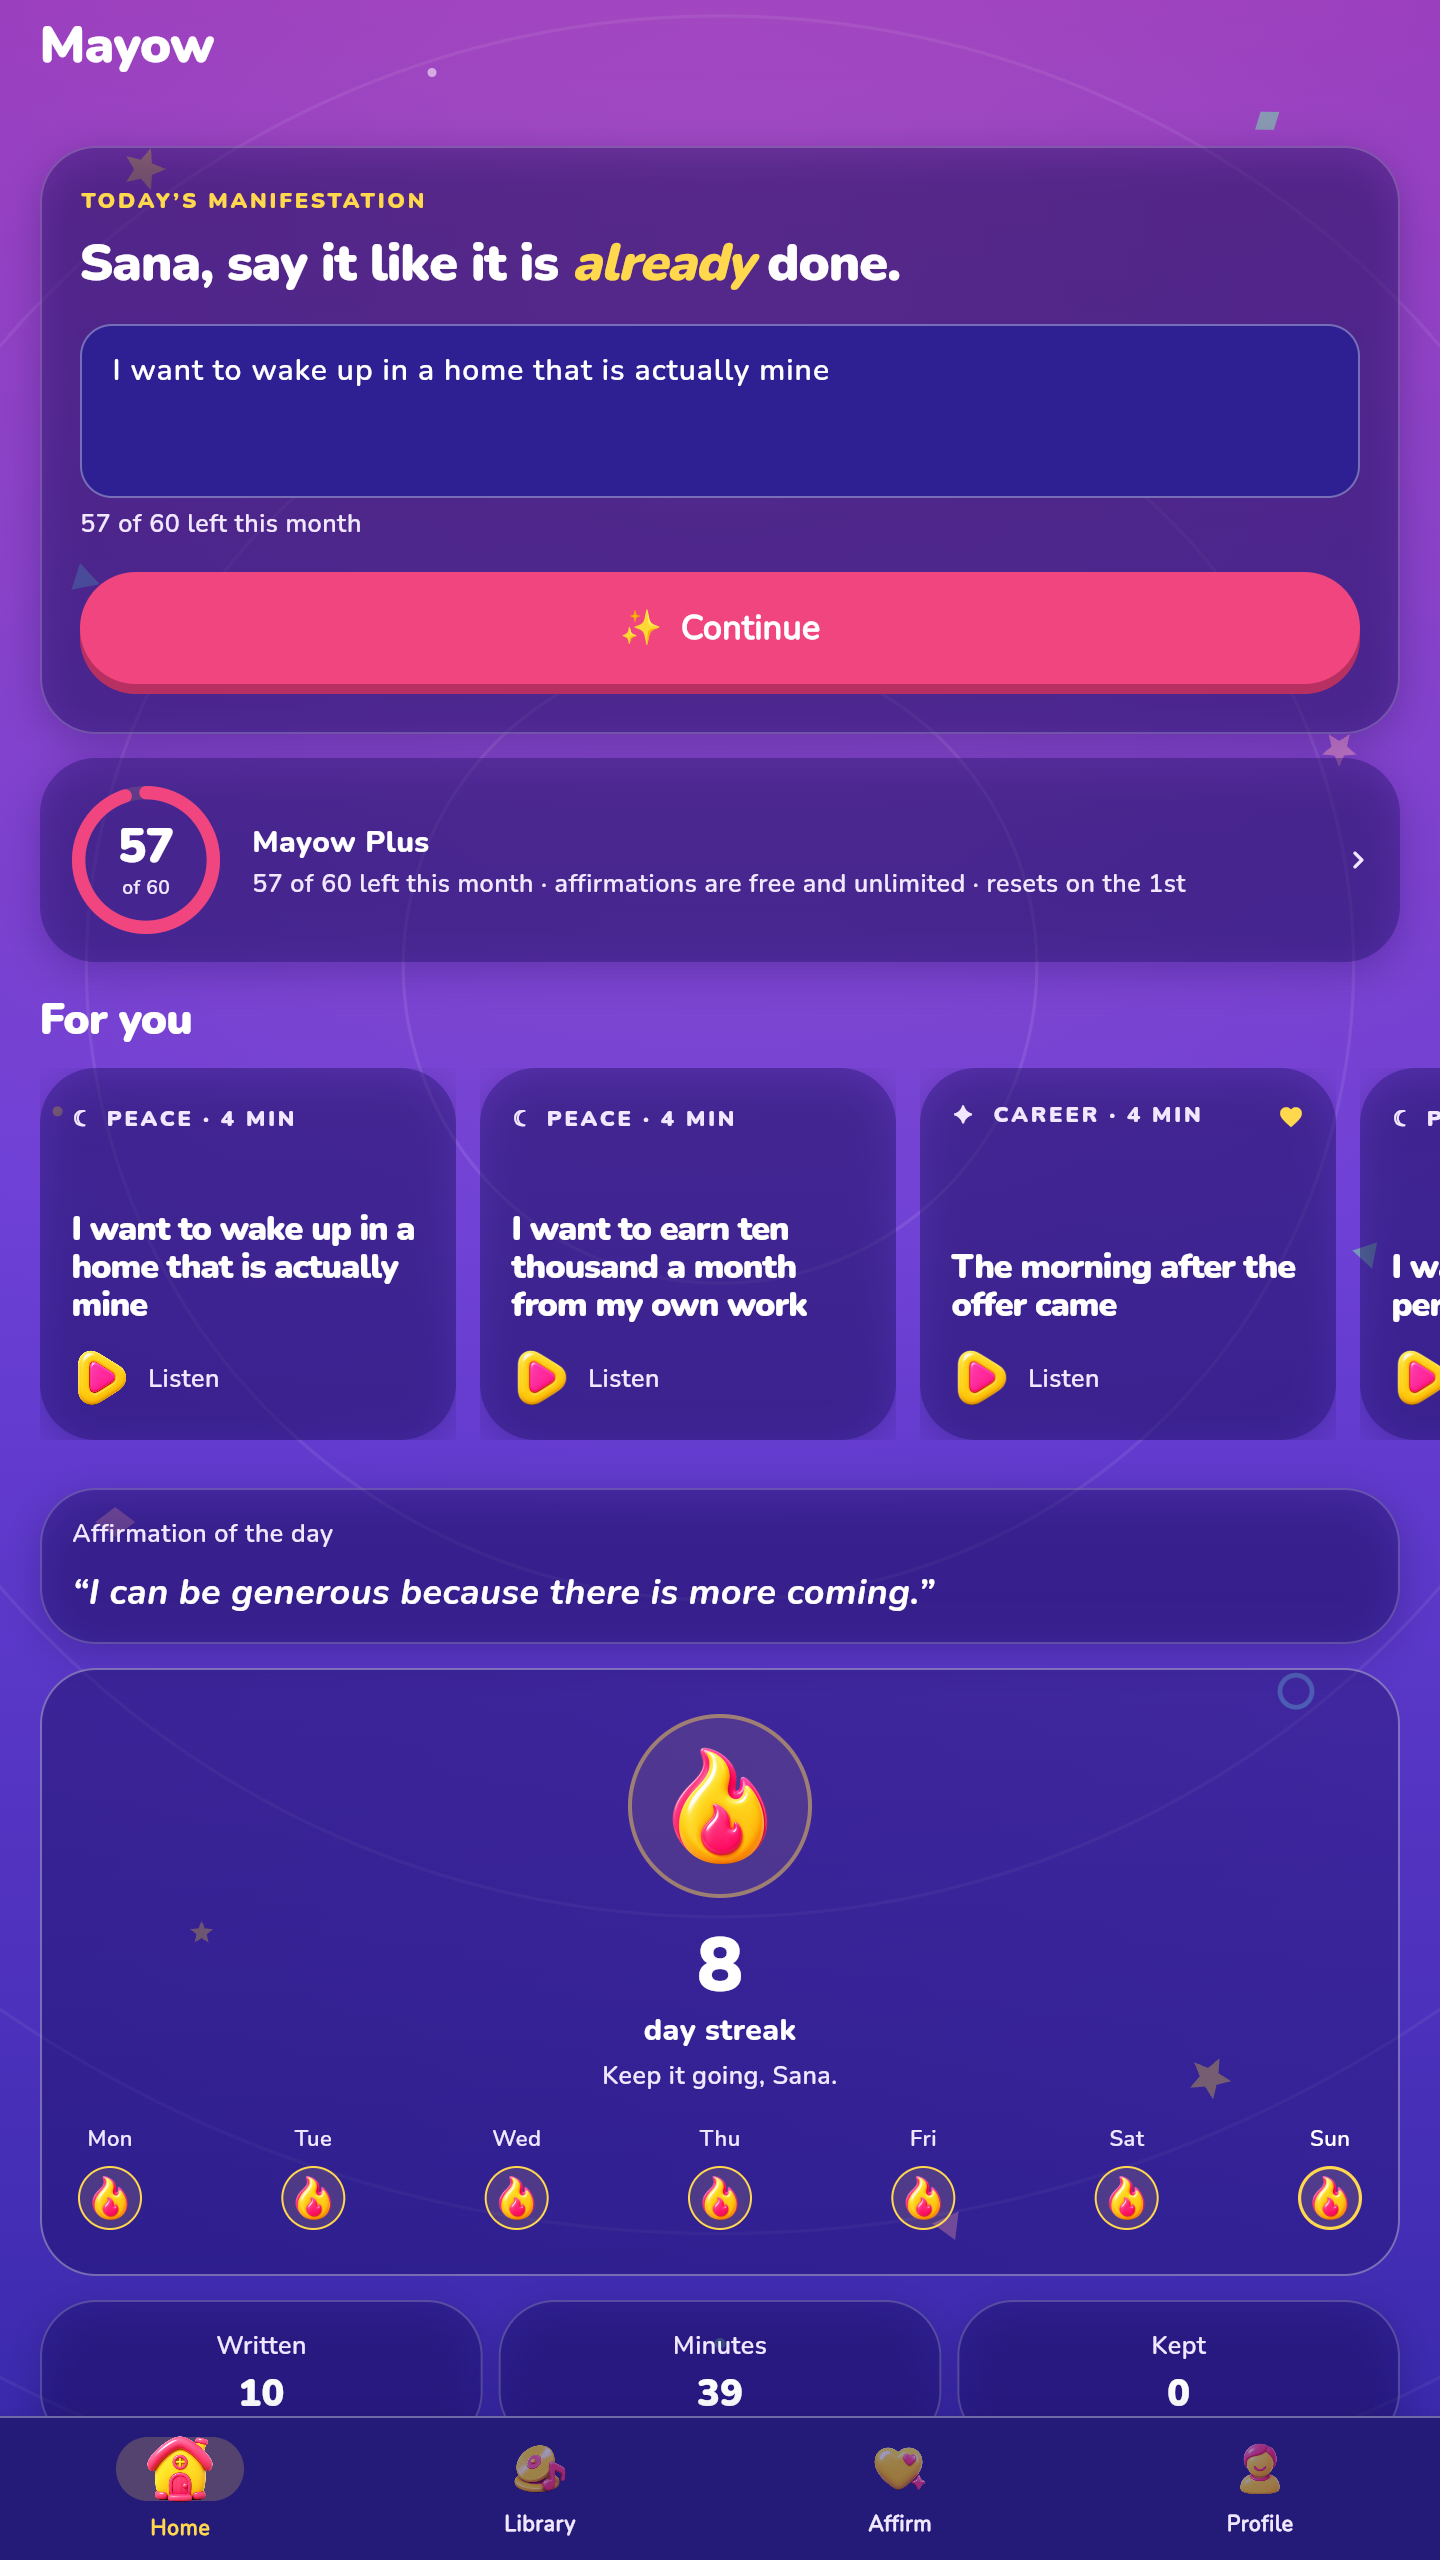 Mayow
TODAY’S MANIFESTATION
Sana, say it like it is already done.
I want to wake up in a home that is actually mine
57 of 60 left this month
✨ Continue
57
of 60
Mayow Plus
57 of 60 left this month · affirmations are free and unlimited · resets on the 1st
For you
☾ PEACE · 4 MIN
I want to wake up in a
home that is actually
mine
Listen
☾ PEACE · 4 MIN
I want to earn ten
thousand a month
from my own work
Listen
✦ CAREER · 4 MIN
The morning after the
offer came
Listen
☾
I
Affirmation of the day
“I can be generous because there is more coming.”
8
day streak
Keep it going, Sana.
Mon Tue Wed Thu Fri Sat Sun
Written
10
Minutes
39
Kept
0
Home
Library
Affirm
Profile